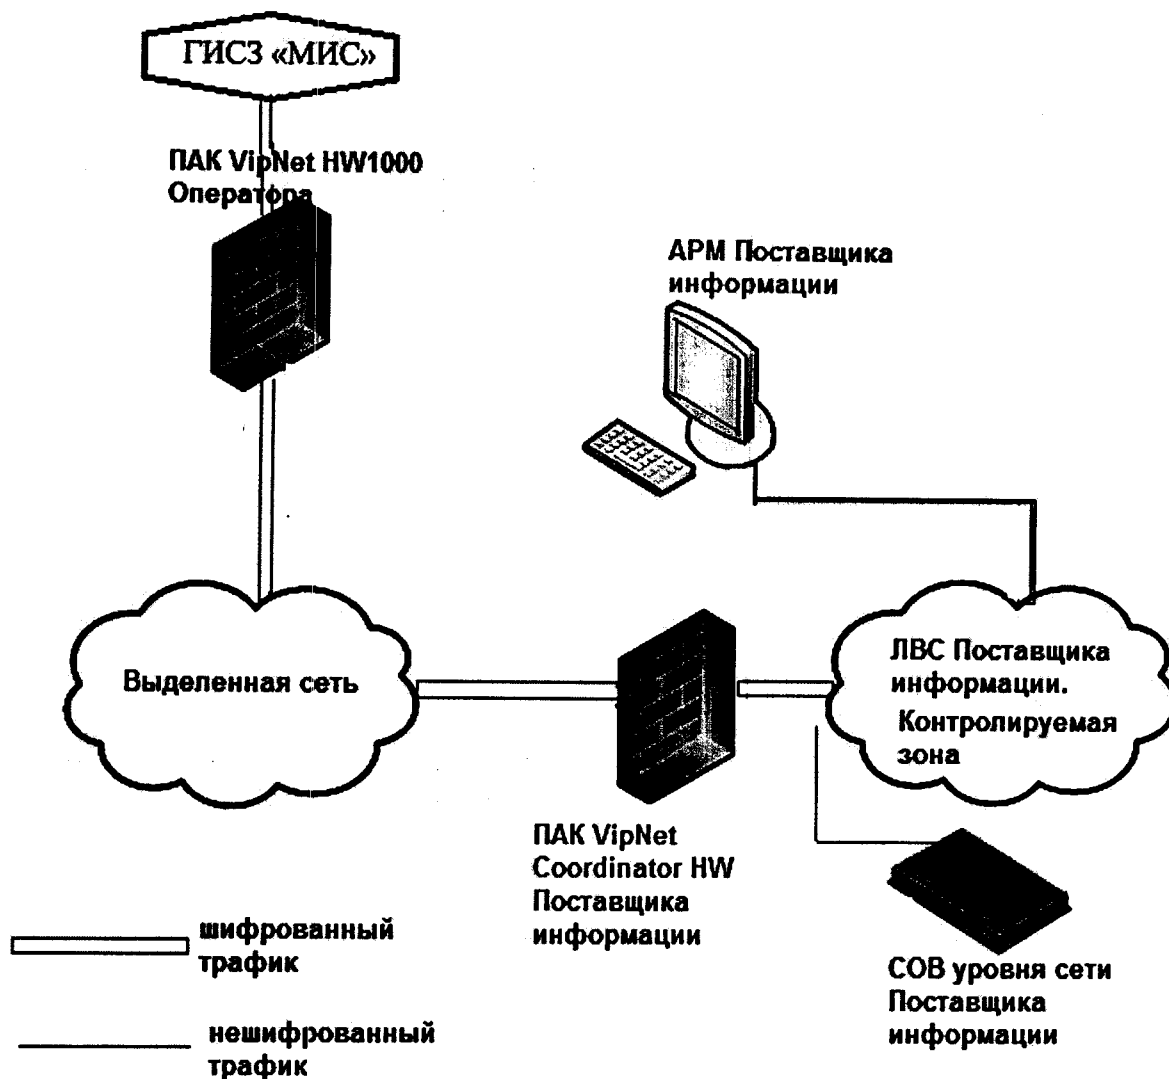 ГИСЗ «МИС»
ПАК VipNet HW1000
Оператора
АРМ Поставщика
информации
Выделенная сеть
ЛВС Поставщика
информации.
Контролируемая
зона
ПАК VipNet
Coordinator HW
Поставщика
информации
шифрованный
трафик
СОВ уровня сети
Поставщика
информации
нешифрованный
трафик